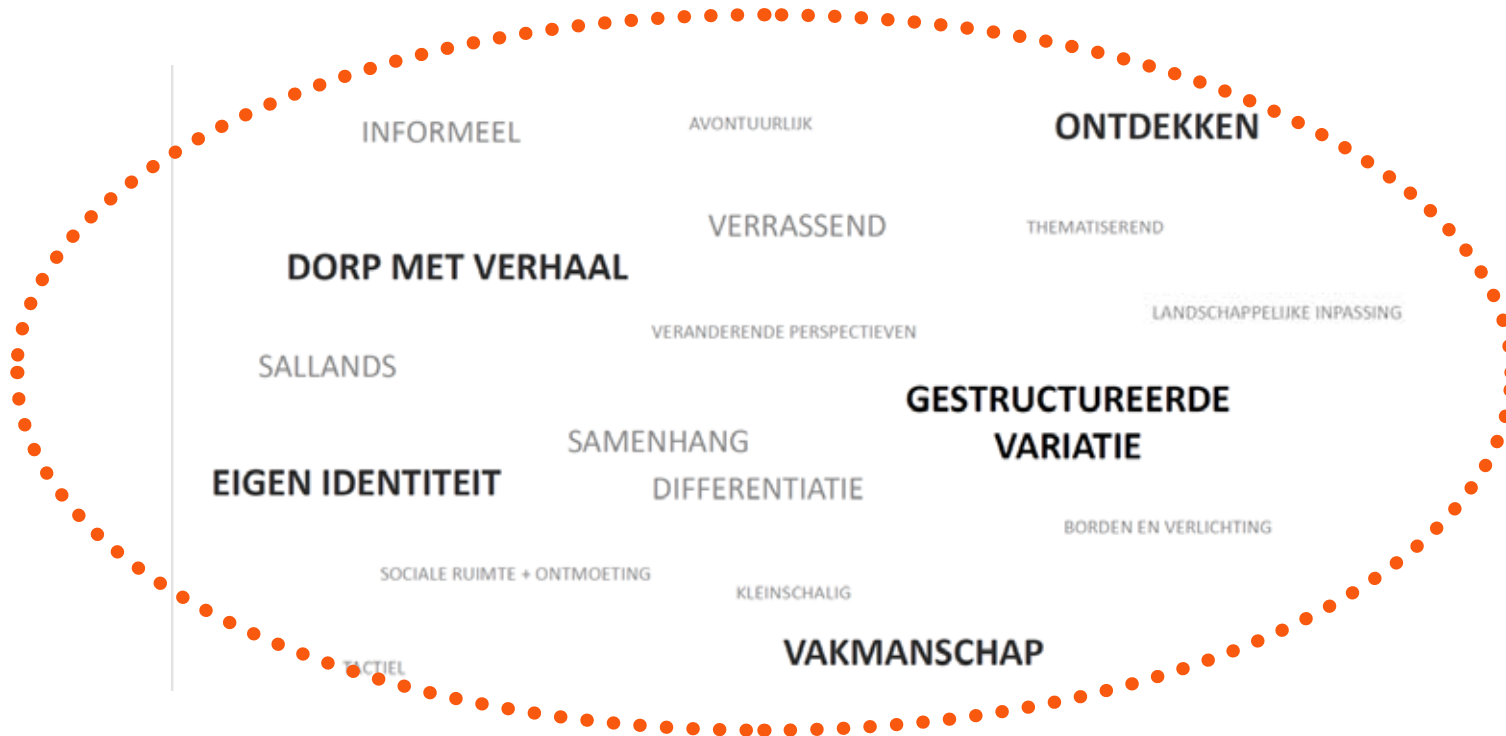 INFORMEEL
AVONTUURLIJK
ONTDEKKEN
VERRASSEND
THEMATISEREND
DORP MET VERHAAL
LANDSCHAPPELIJKE INPASSING
VERANDERENDE PERSPECTIEVEN
SALLANDS
GESTRUCTUREERDE
VARIATIE
SAMENHANG
EIGEN IDENTITEIT
DIFFERENTIATIE
BORDEN EN VERLICHTING
SOCIALE RUIMTE + ONTMOETING
KLEINSCHALIG
VAKMANSCHAP
TACTIEL